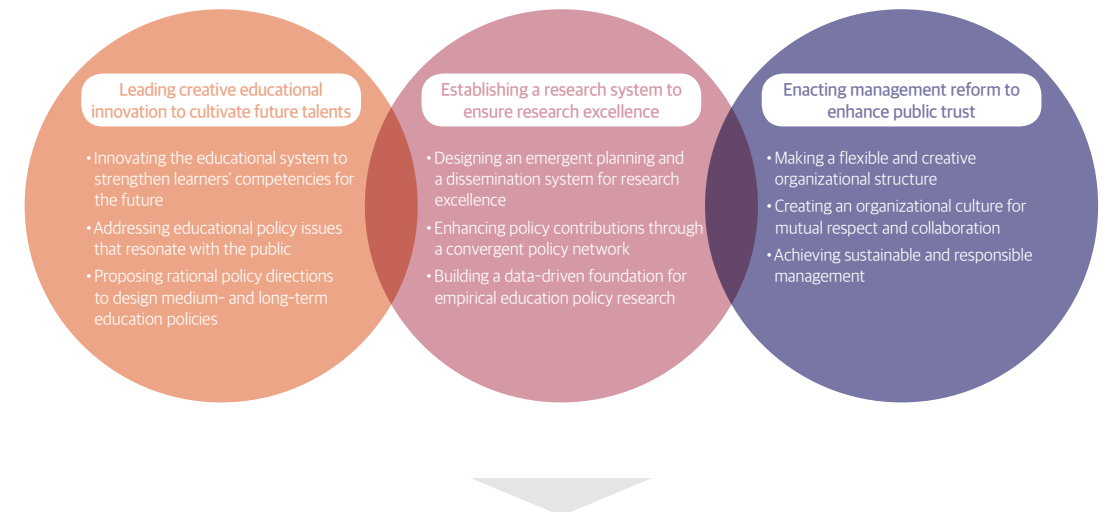 Leading creative educational
innovation to cultivate future talents
• Innovating the educational system to
strengthen learners' competencies for
the future
• Addressing educational policy issues
that resonate with the public
• Proposing rational policy directions
to design medium- and long-term
education policies
Establishing a research system to
ensure research excellence
• Designing an emergent planning and
a dissemination system for research
excellence
• Enhancing policy contributions through
a convergent policy network
• Building a data-driven foundation for
empirical education policy research
Enacting management reform to
enhance public trust
• Making a flexible and creative
organizational structure
• Creating an organizational culture for
mutual respect and collaboration
• Achieving sustainable and responsible
management